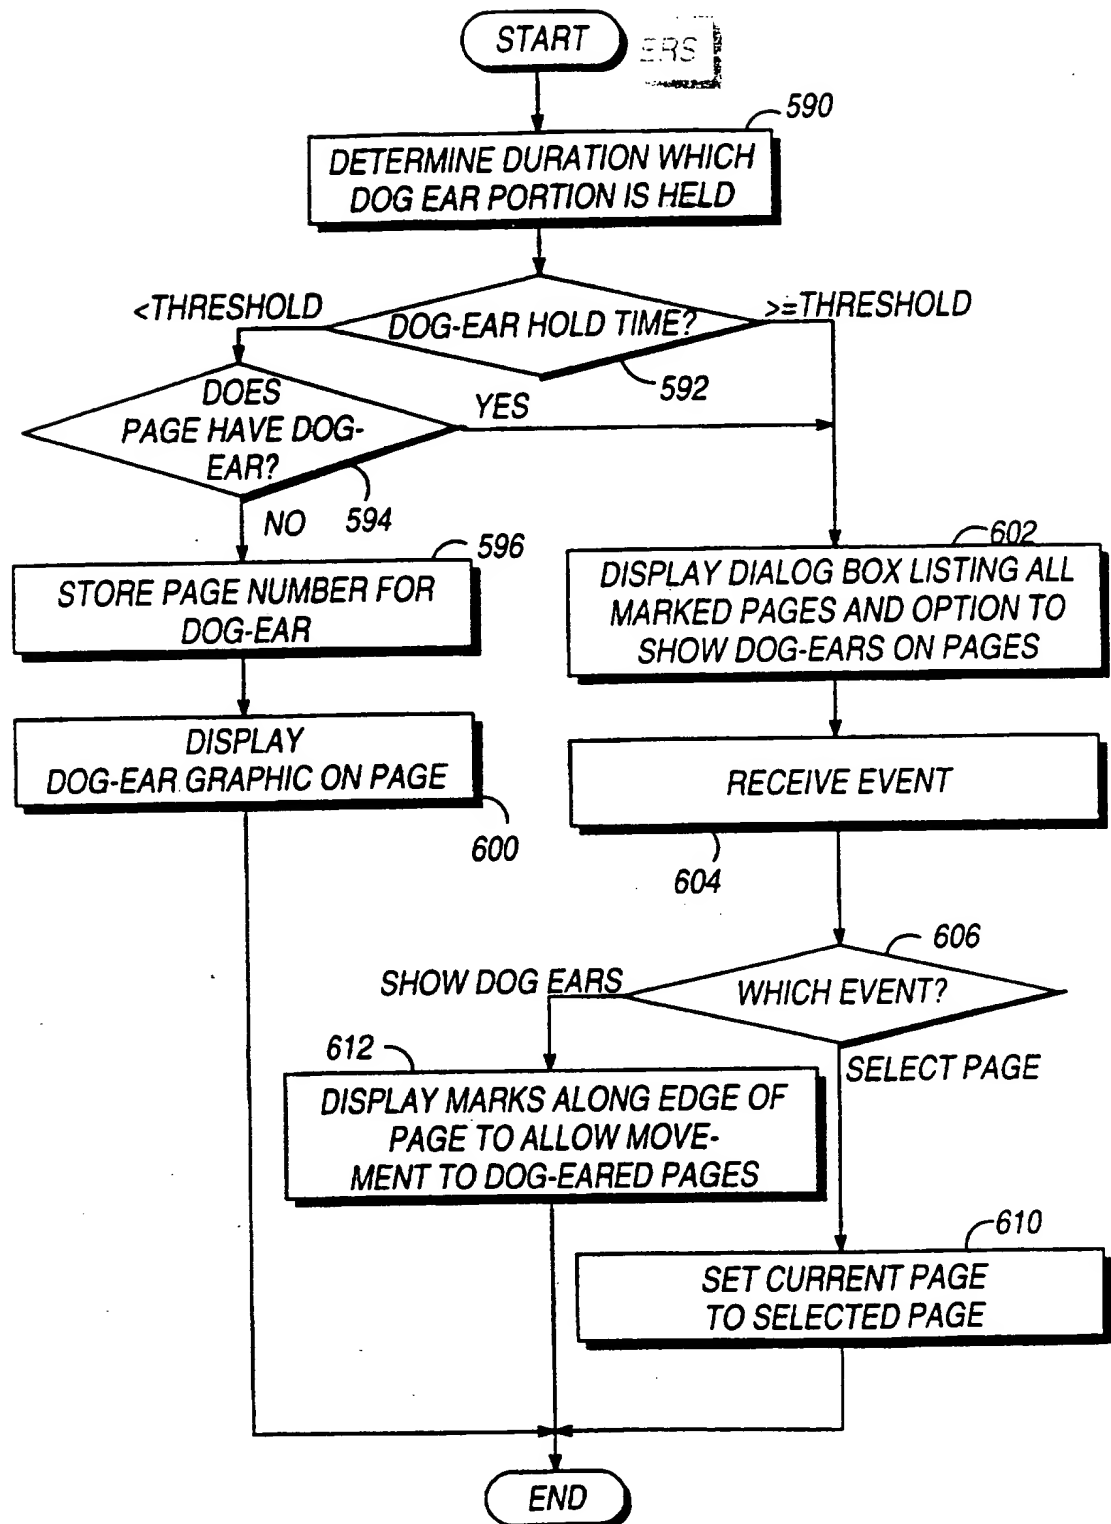 START
ERS
590
DETERMINE DURATION WHICH
DOG EAR PORTION IS HELD
<THRESHOLD
DOG-EAR HOLD TIME?
>=THRESHOLD
592
DOES
PAGE HAVE DOG-
EAR?
YES
594
NO
596
STORE PAGE NUMBER FOR
DOG-EAR
602
DISPLAY DIALOG BOX LISTING ALL
MARKED PAGES AND OPTION TO
SHOW DOG-EARS ON PAGES
DISPLAY
DOG-EAR GRAPHIC ON PAGE
600
RECEIVE EVENT
604
606
SHOW DOG EARS
WHICH EVENT?
612
SELECT PAGE
DISPLAY MARKS ALONG EDGE OF
PAGE TO ALLOW MOVE-
MENT TO DOG-EARED PAGES
610
SET CURRENT PAGE
TO SELECTED PAGE
END